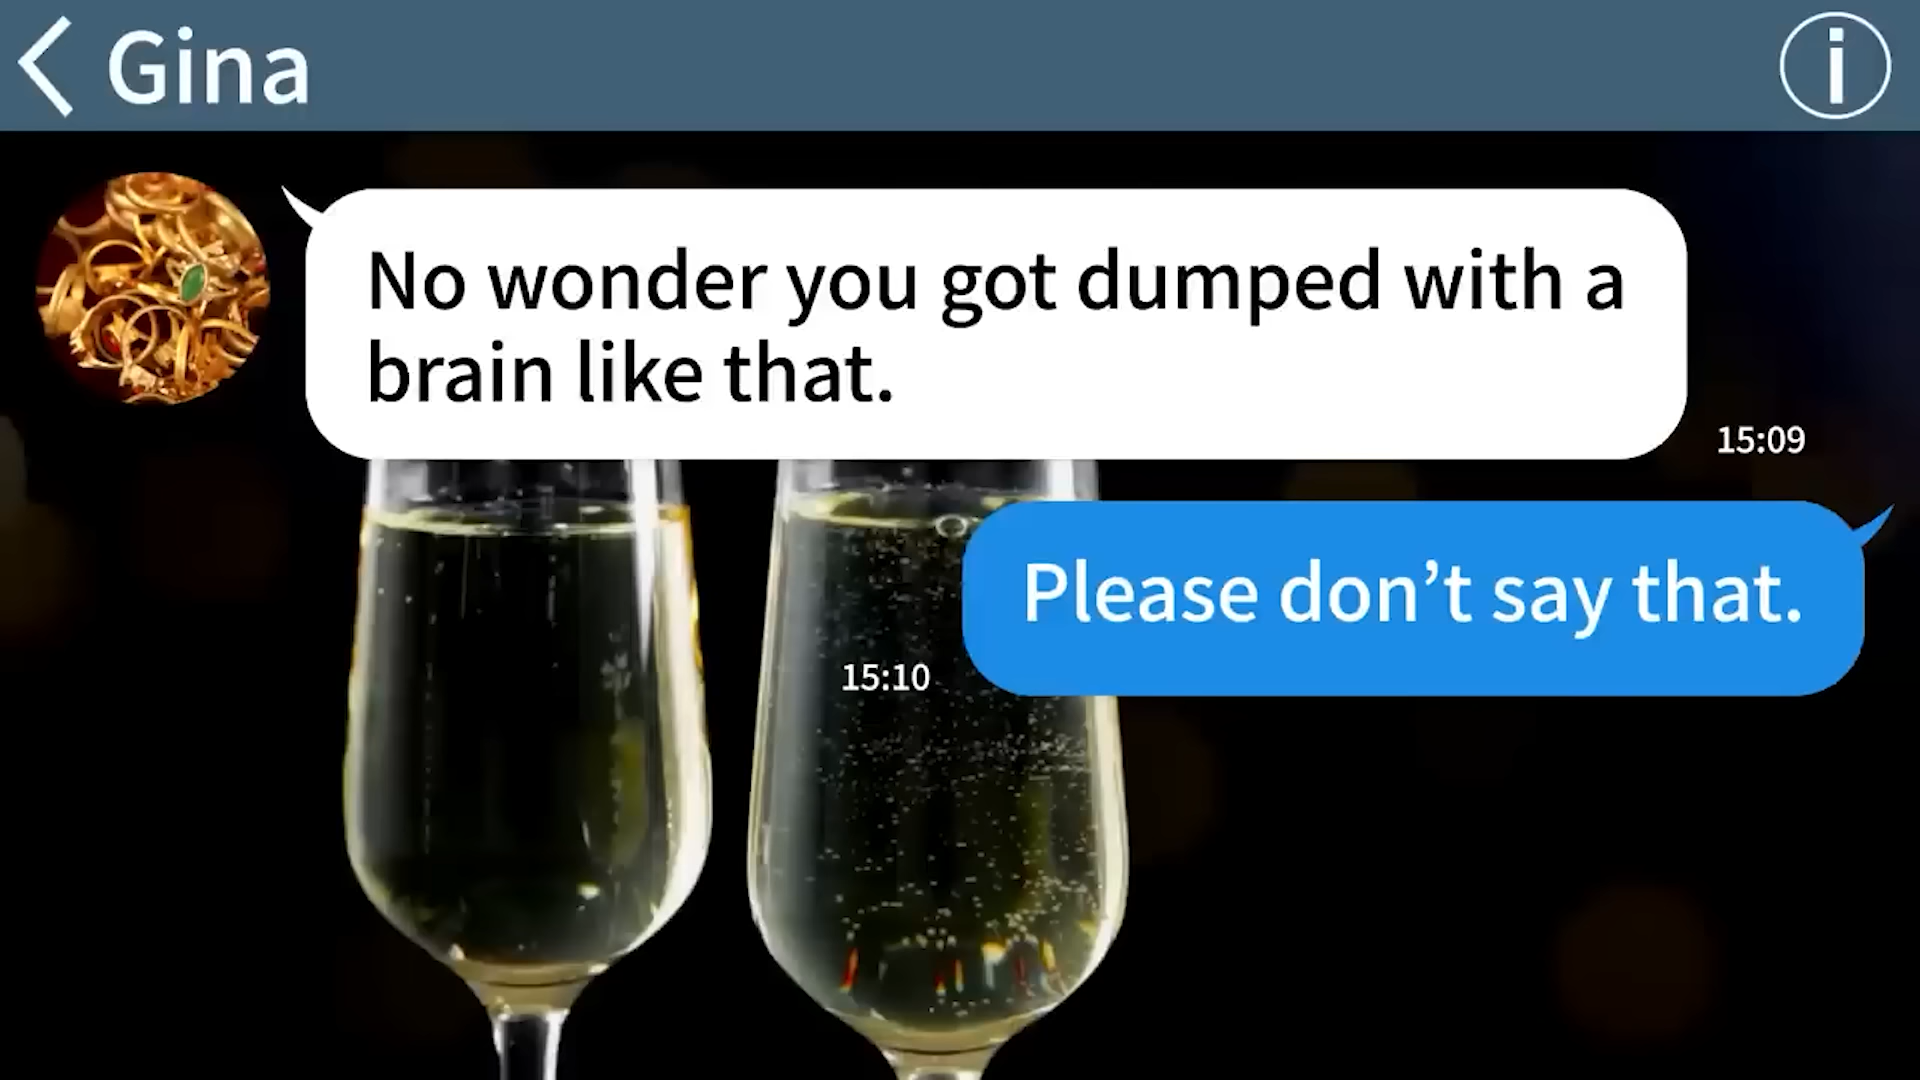 Gina
i
No wonder you got dumped with a
brain like that.
15:09
Please don’t say that.
15:10